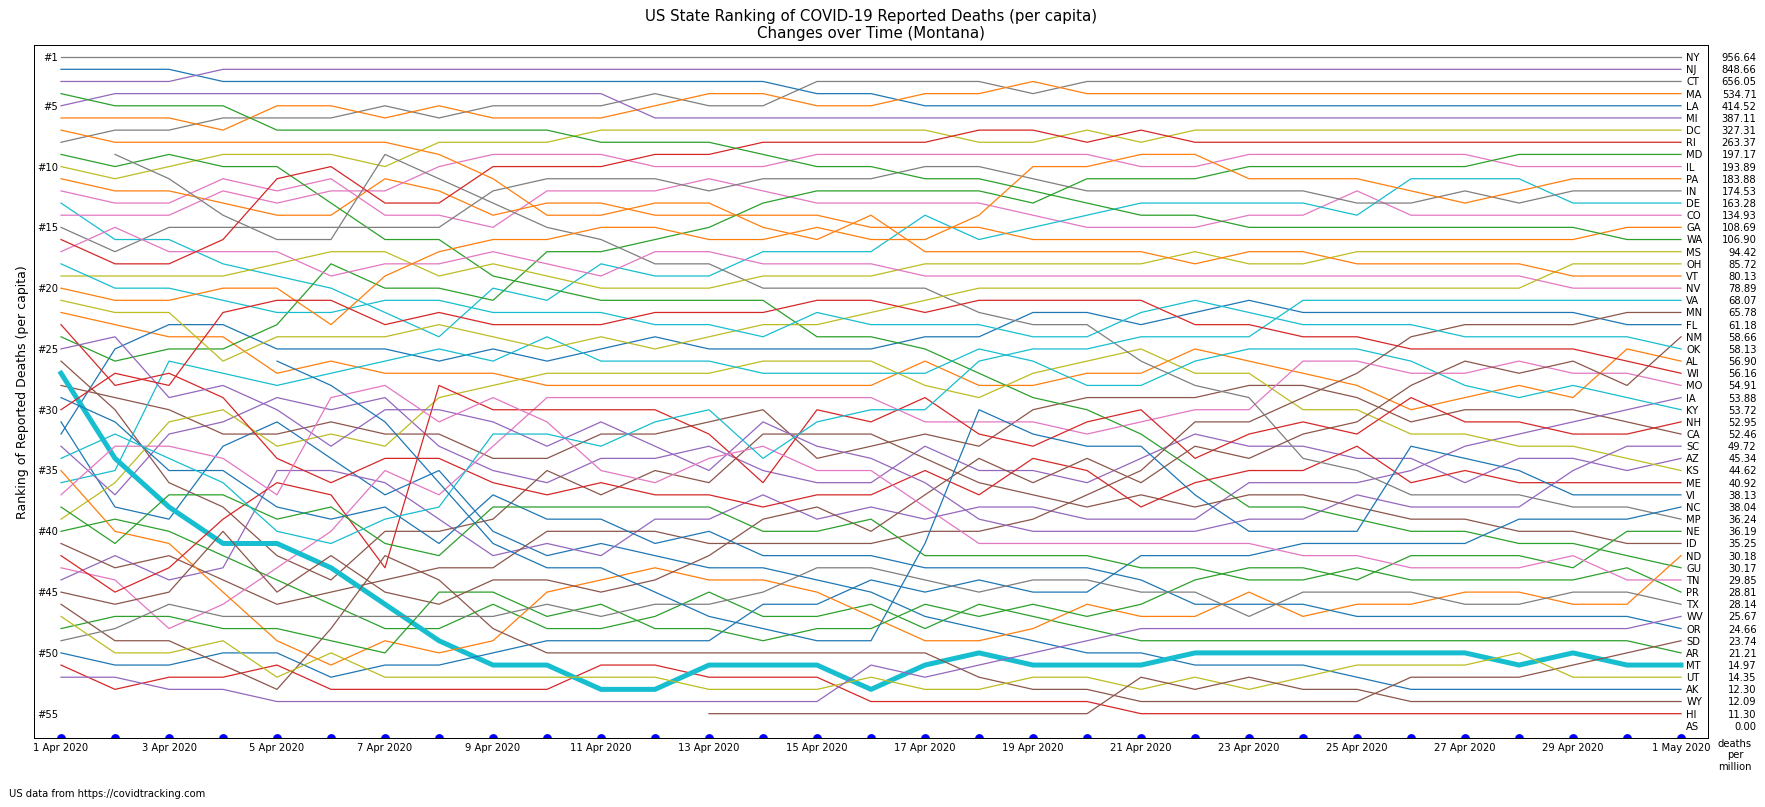 US State Ranking of COVID-19 Reported Deaths (per capita)
Changes over Time (Montana)
Ranking of Reported Deaths (per capita)
#1
#5
#10
#15
#20
#25
#30
#35
#40
#45
#50
#55
NY 956.64
NJ 848.66
CT 656.05
MA 534.71
LA 414.52
MI 387.11
DC 327.31
RI 263.37
MD 197.17
IL 193.89
PA 183.88
IN 174.53
DE 163.28
CO 134.93
GA 108.69
WA 106.90
MS 94.42
OH 85.72
VT 80.13
NV 78.89
VA 68.07
MN 65.78
FL 61.18
NM 58.66
OK 58.13
AL 56.90
WI 56.16
MO 54.91
IA 53.88
KY 53.72
NH 52.95
CA 52.46
SC 49.72
AZ 45.34
KS 44.62
ME 40.92
VI 38.13
NC 38.04
MP 36.24
NE 36.19
ID 35.25
ND 30.18
GU 30.17
TN 29.85
PR 28.81
TX 28.14
WV 25.67
OR 24.66
SD 23.74
AR 21.21
MT 14.97
UT 14.35
AK 12.30
WY 12.09
HI 11.30
AS 0.00
1 Apr 2020 3 Apr 2020 5 Apr 2020 7 Apr 2020 9 Apr 2020 11 Apr 2020 13 Apr 2020 15 Apr 2020 17 Apr 2020 19 Apr 2020 21 Apr 2020 23 Apr 2020 25 Apr 2020 27 Apr 2020 29 Apr 2020 1 May 2020
deaths
per
million
US data from https://covidtracking.com